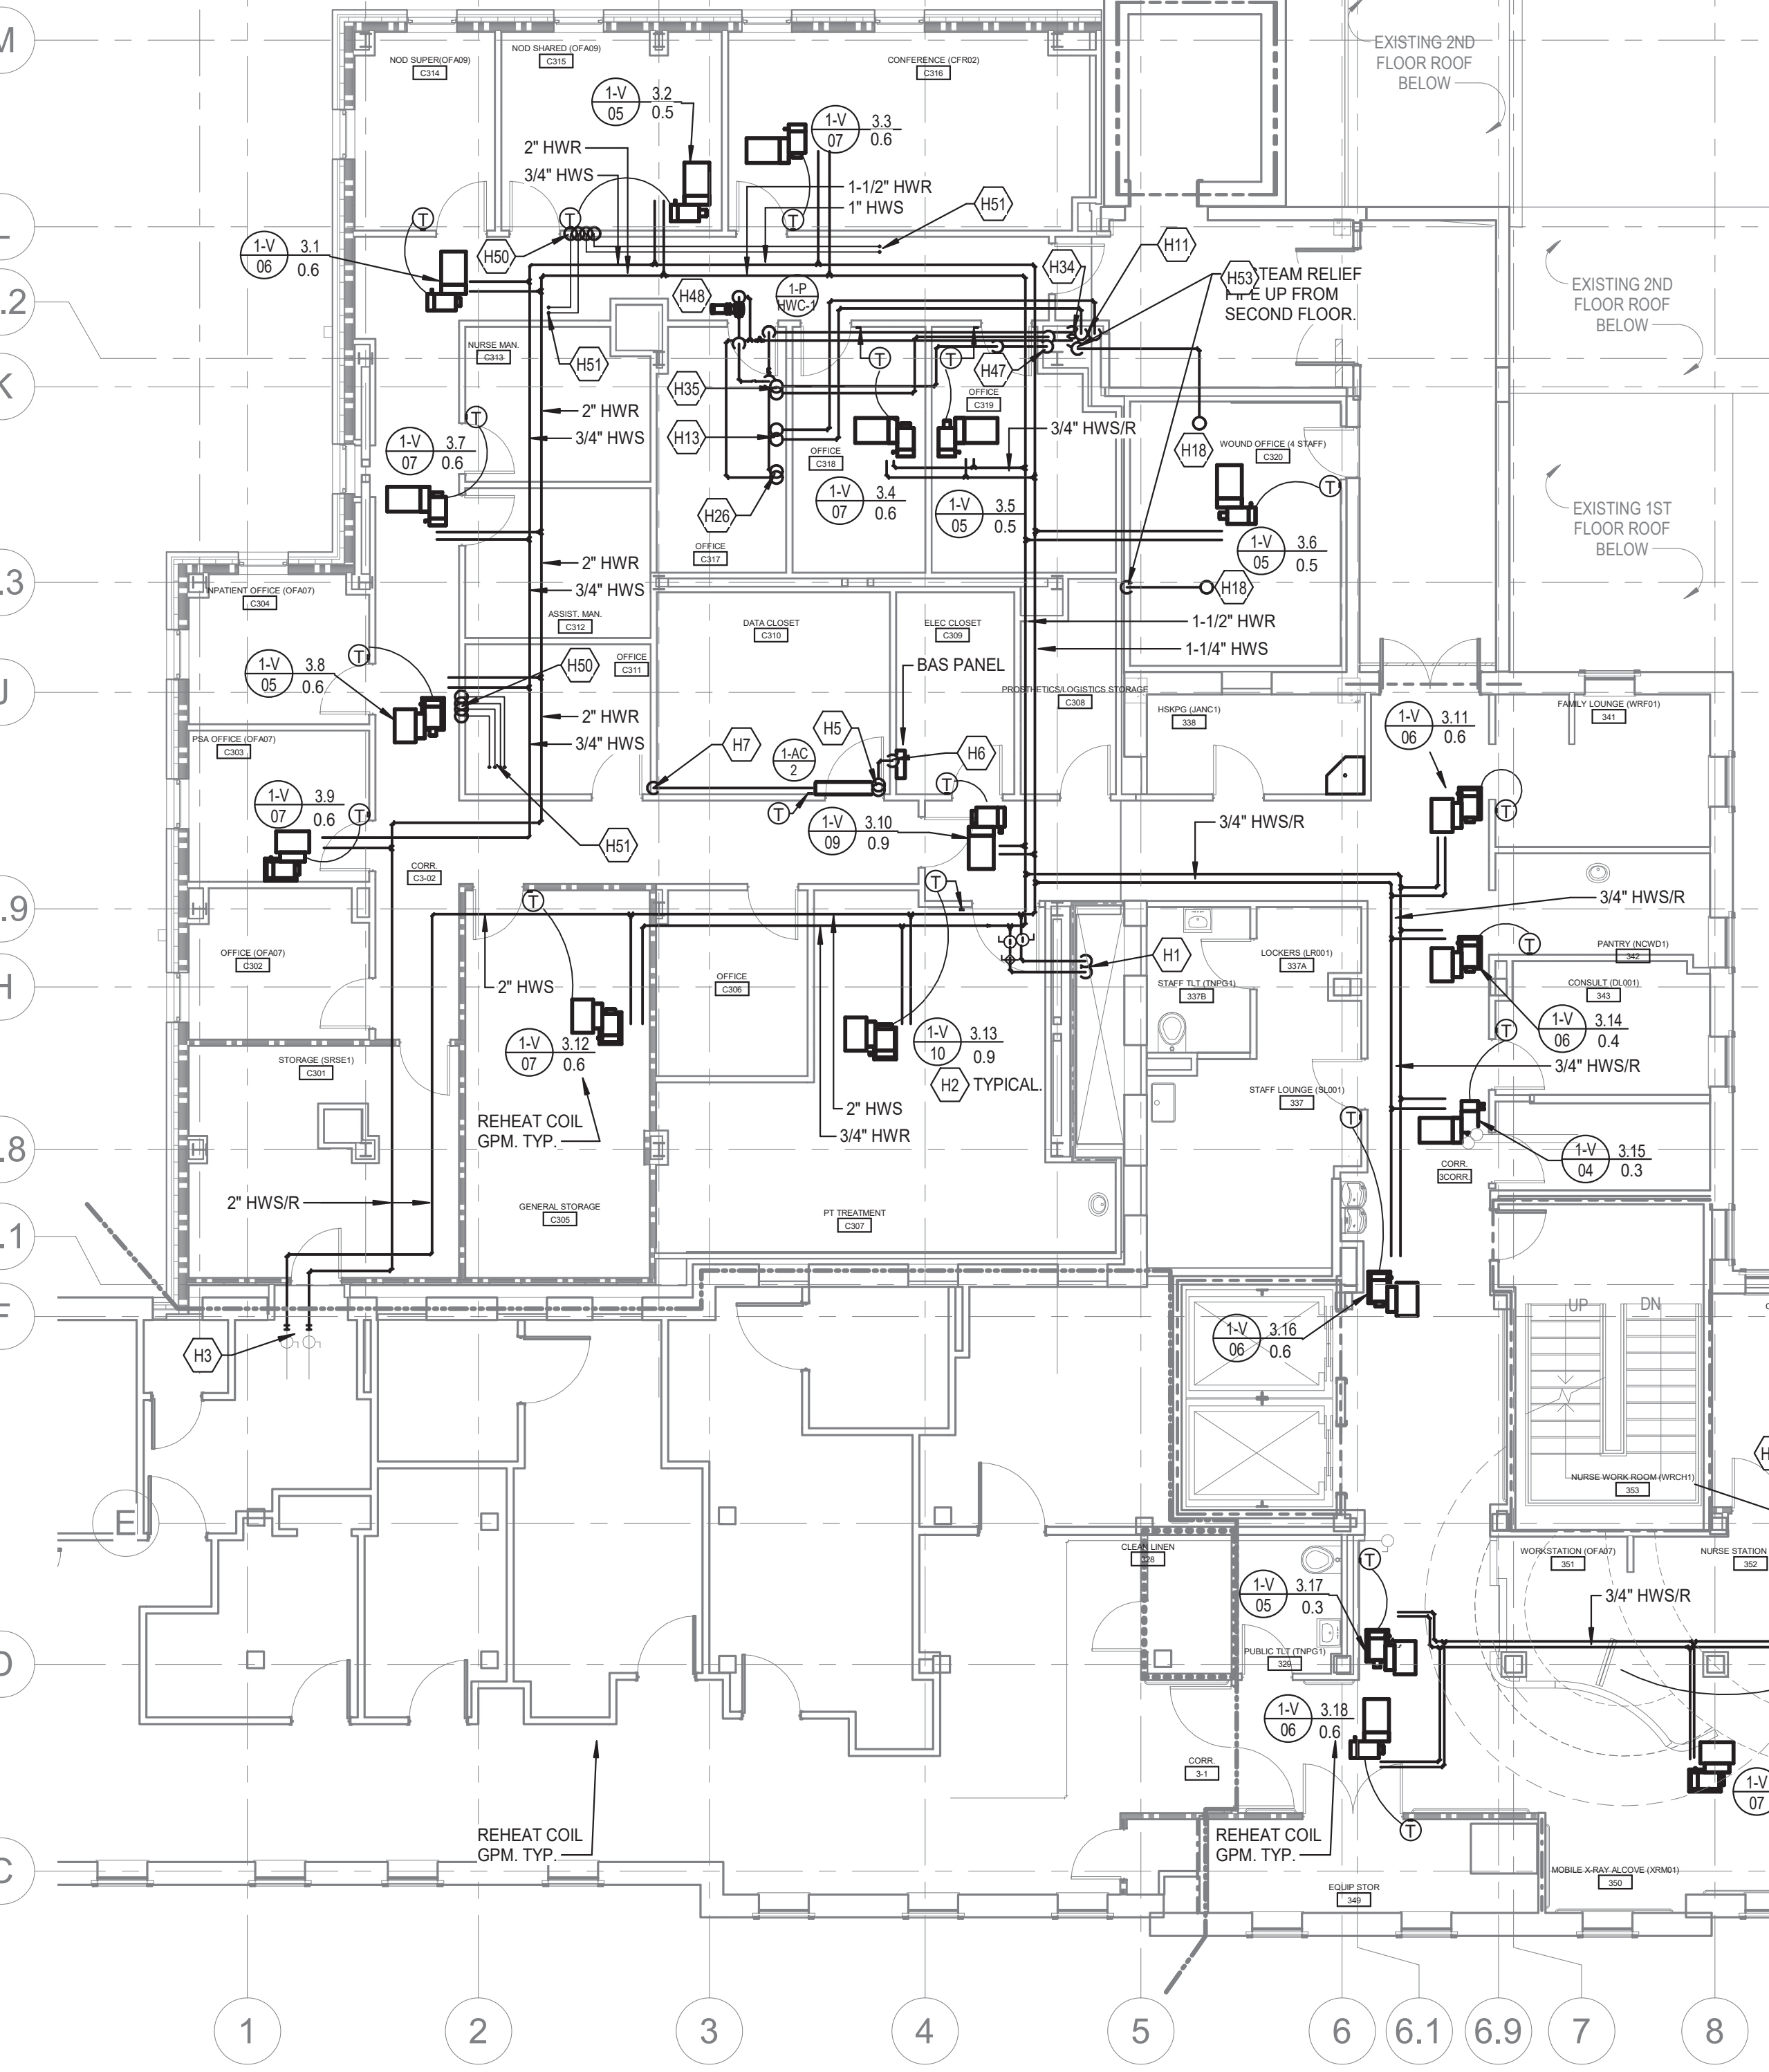 M
EXISTING 2ND
FLOOR ROOF
BELOW
NOD SUPER(OFA09)
C314
NOD SHARED (OFA09)
C315
CONFERENCE (CFR02)
C316
1-V
05
3.2
0.5
1-V
07
3.3
0.6
2" HWR
3/4" HWS
1-1/2" HWR
1" HWS
H51
T
T
T
1-V
06
3.1
0.6
H50
H11
H34
H53
STEAM RELIEF
PIPE UP FROM
SECOND FLOOR.
EXISTING 2ND
FLOOR ROOF
BELOW
.2
H48
1-P
HWC-1
NURSE MAN.
C313
H51
T
T
H47
K
H35
OFFICE
C319
2" HWR
3/4" HWS
T
H13
3/4" HWS/R
1-V
07
3.7
0.6
OFFICE
C318
H18
WOUND OFFICE (4 STAFF)
C320
T
1-V
07
3.4
0.6
1-V
05
3.5
0.5
H26
EXISTING 1ST
FLOOR ROOF
BELOW
OFFICE
C317
1-V
05
3.6
0.5
2" HWR
3/4" HWS
.3
INPATIENT OFFICE (OFA07)
C304
H18
ASSIST. MAN.
C312
DATA CLOSET
C310
ELEC CLOSET
C309
1-1/2" HWR
1-1/4" HWS
T
H50
OFFICE
C311
BAS PANEL
1-V
05
3.8
0.6
J
PROSTHETICS/LOGISTICS STORAGE
C308
HSKPG (JANC1)
338
FAMILY LOUNGE (WRF01)
341
2" HWR
3/4" HWS
1-V
06
3.11
0.6
PSA OFFICE (OFA07)
C303
H7
H5
H6
1-AC
2
T
T
T
T
1-V
07
3.9
0.6
1-V
09
3.10
0.9
3/4" HWS/R
H51
CORR.
C3-02
T
T
3/4" HWS/R
.9
OFFICE (OFA07)
C302
LOCKERS (LR001)
337A
T
PANTRY (NCWD1)
342
H1
OFFICE
C306
STAFF TLT (TNPG1)
337B
CONSULT (DL001)
343
H
2" HWS
1-V
07
3.12
0.6
1-V
10
3.13
0.9
1-V
06
3.14
0.4
T
STORAGE (SRSE1)
C301
H2
TYPICAL.
3/4" HWS/R
STAFF LOUNGE (SL001)
337
2" HWS
3/4" HWR
T
REHEAT COIL
GPM. TYP.
.8
1-V
04
3.15
0.3
CORR.
3CORR.
2" HWS/R
GENERAL STORAGE
C305
PT TREATMENT
C307
.1
UP
DN
1-V
06
3.16
0.6
H3
NURSE WORK ROOM (WRCH1)
353
E
CLEAN LINEN
328
T
WORKSTATION (OFA07)
351
NURSE STATION
352
1-V
05
3.17
0.3
3/4" HWS/R
PUBLIC TLT (TNPG1)
329
1-V
06
3.18
0.6
CORR.
3-1
1-V
07
REHEAT COIL
GPM. TYP.
REHEAT COIL
GPM. TYP.
T
C
MOBILE X-RAY ALCOVE (XRM01)
350
EQUIP STOR
349
1
2
3
4
5
6
6.1
6.9
7
8